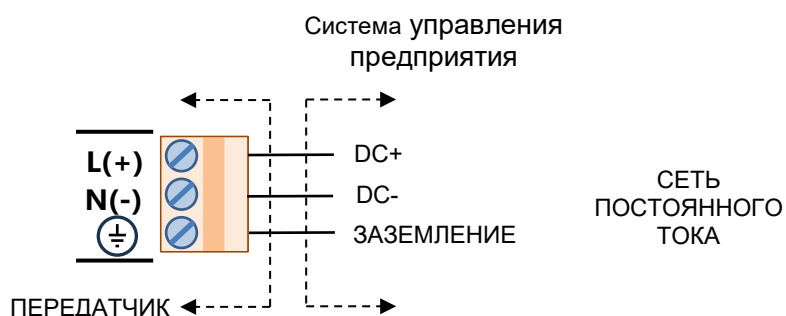 Система управления
предприятия
L(+)
DC+
N(-)
DC-
ЗАЗЕМЛЕНИЕ
СЕТЬ
ПОСТОЯННОГО
ТОКА
ПЕРЕДАТЧИК